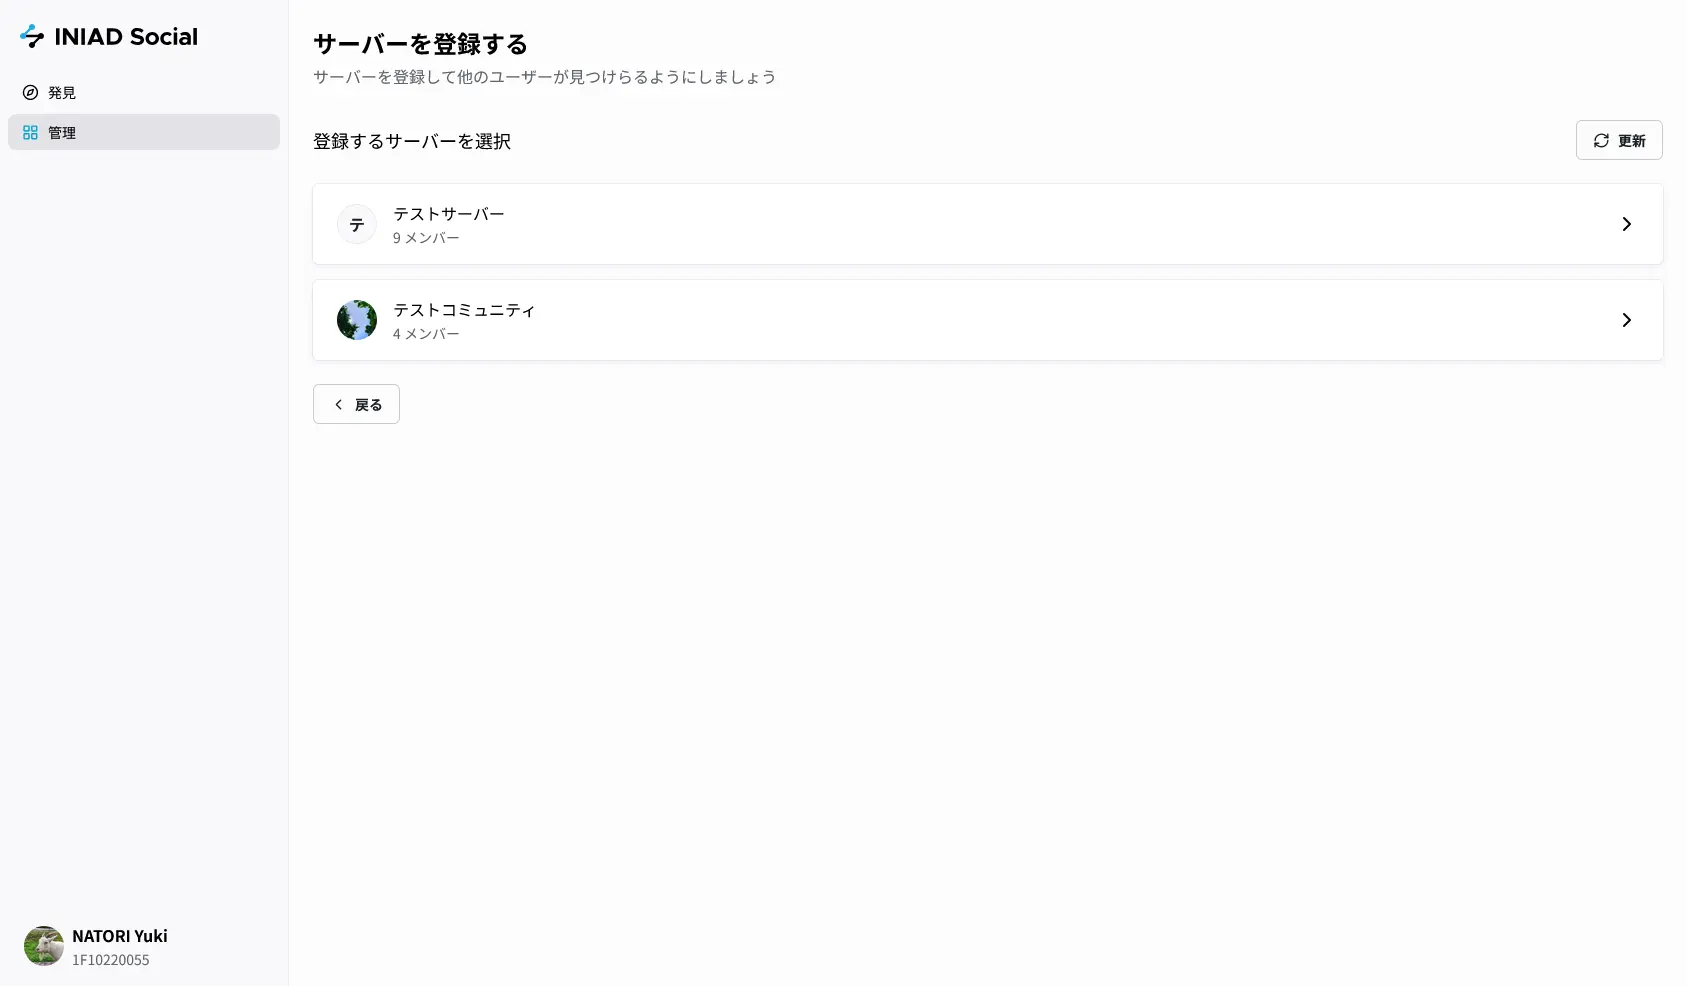 INIAD Social
発見
管理
サーバーを登録する
サーバーを登録して他のユーザーが見つけらるようにしましょう
登録するサーバーを選択
更新
テ
テストサーバー
9 メンバー
テストコミュニティ
4 メンバー
戻る
NATORI Yuki
1F10220055